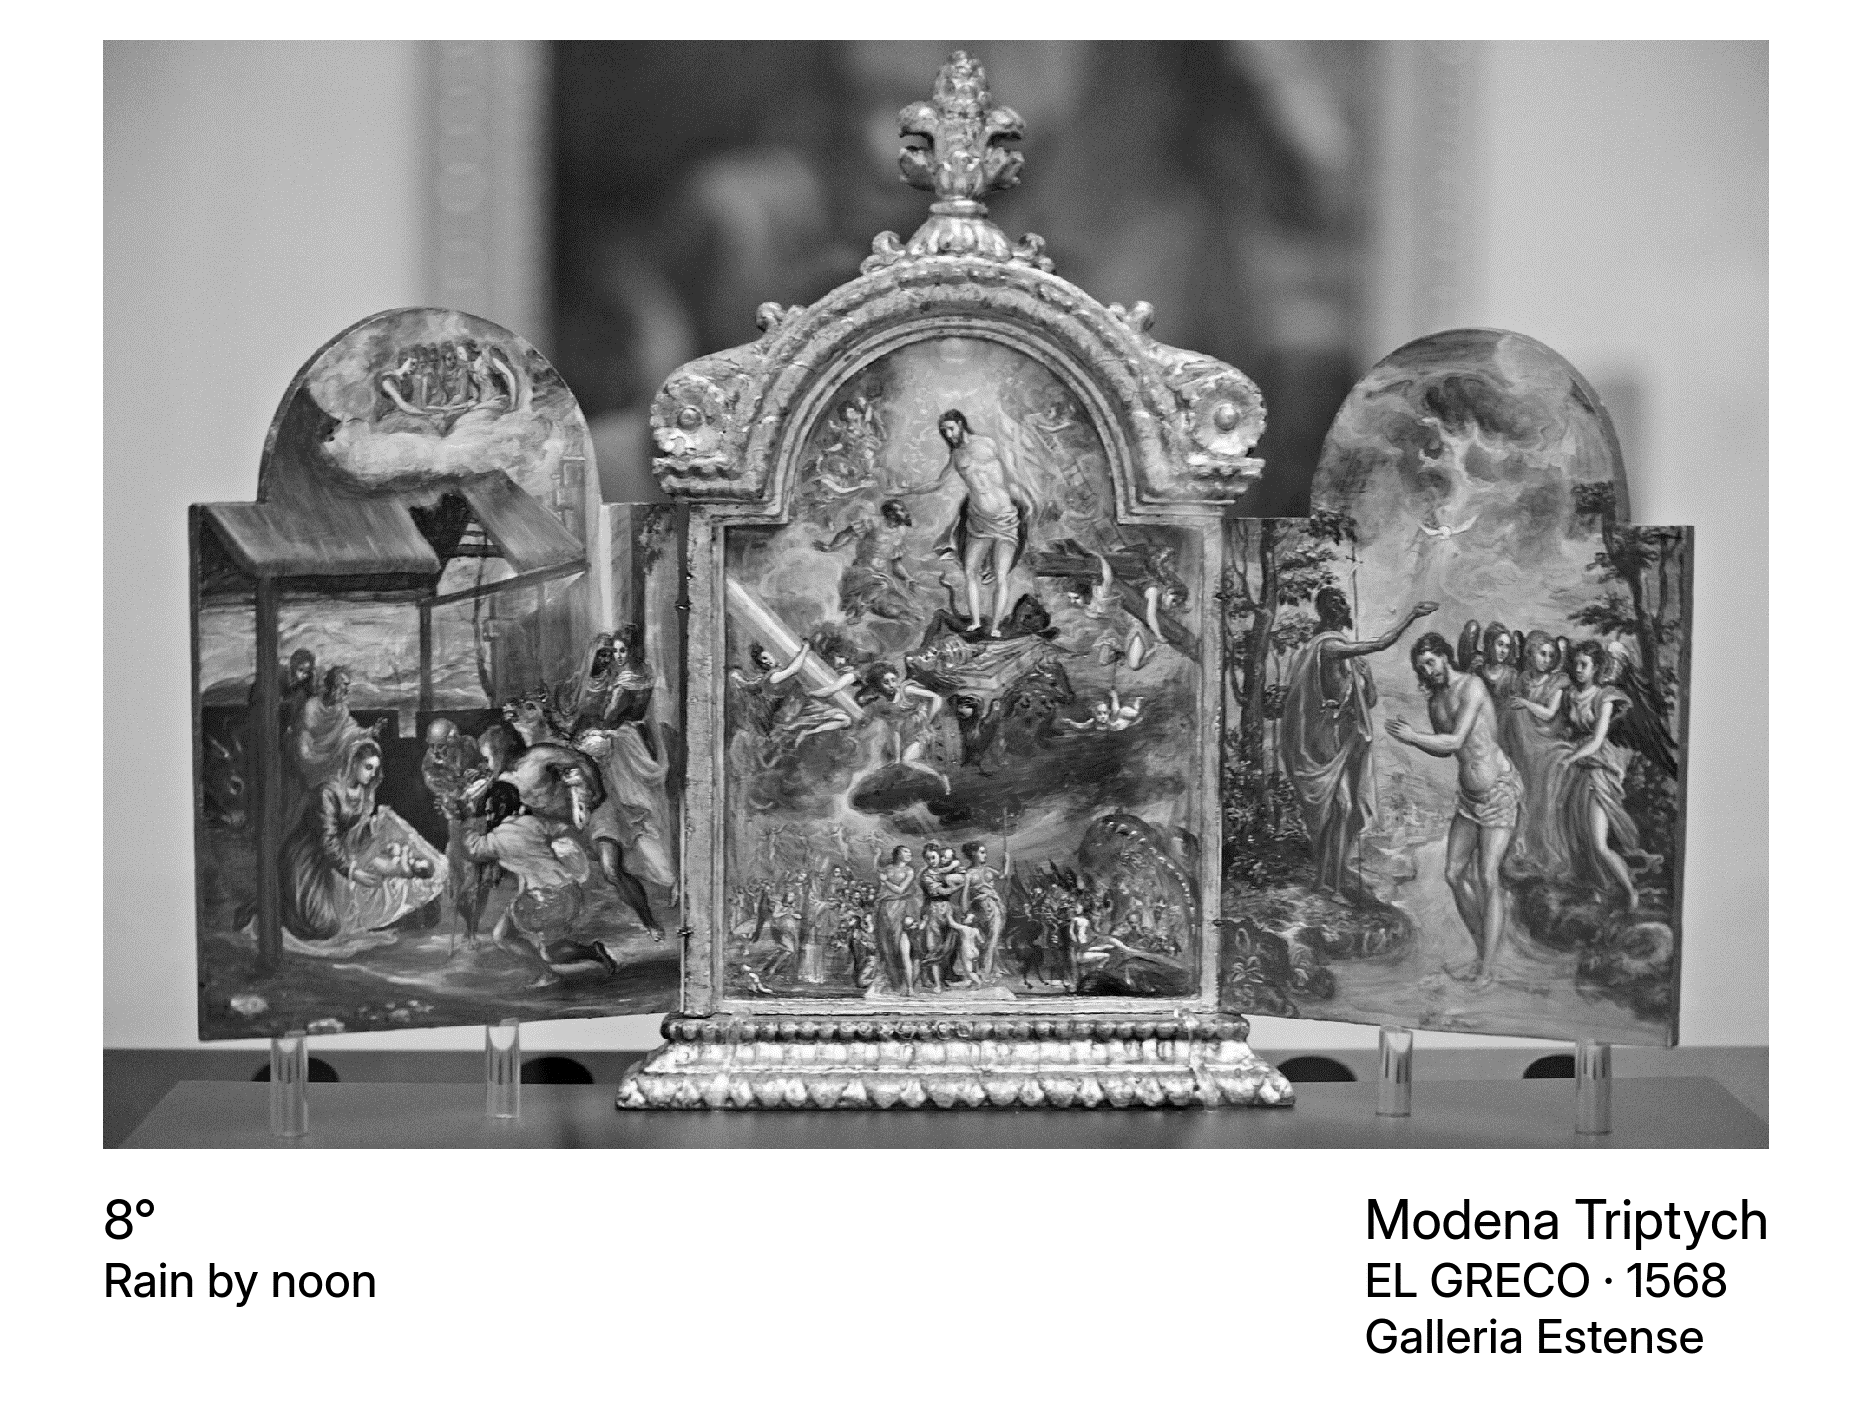 8°
Rain by noon
Modena Triptych
EL GRECO · 1568
Galleria Estense